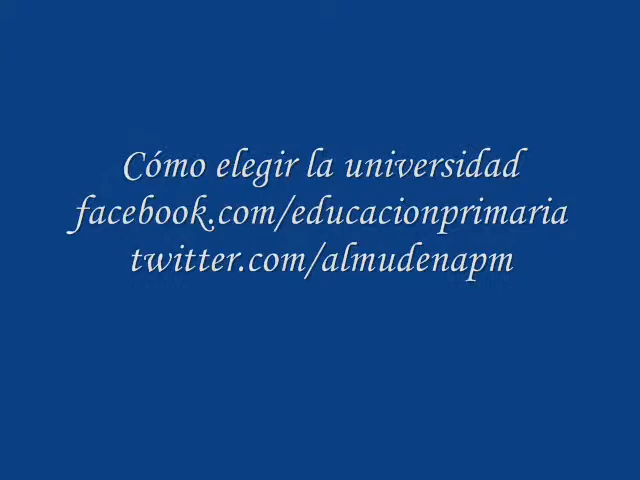 Cómo elegir la universidad
facebook.com/educacionprimaria
twitter.com/almudenapm